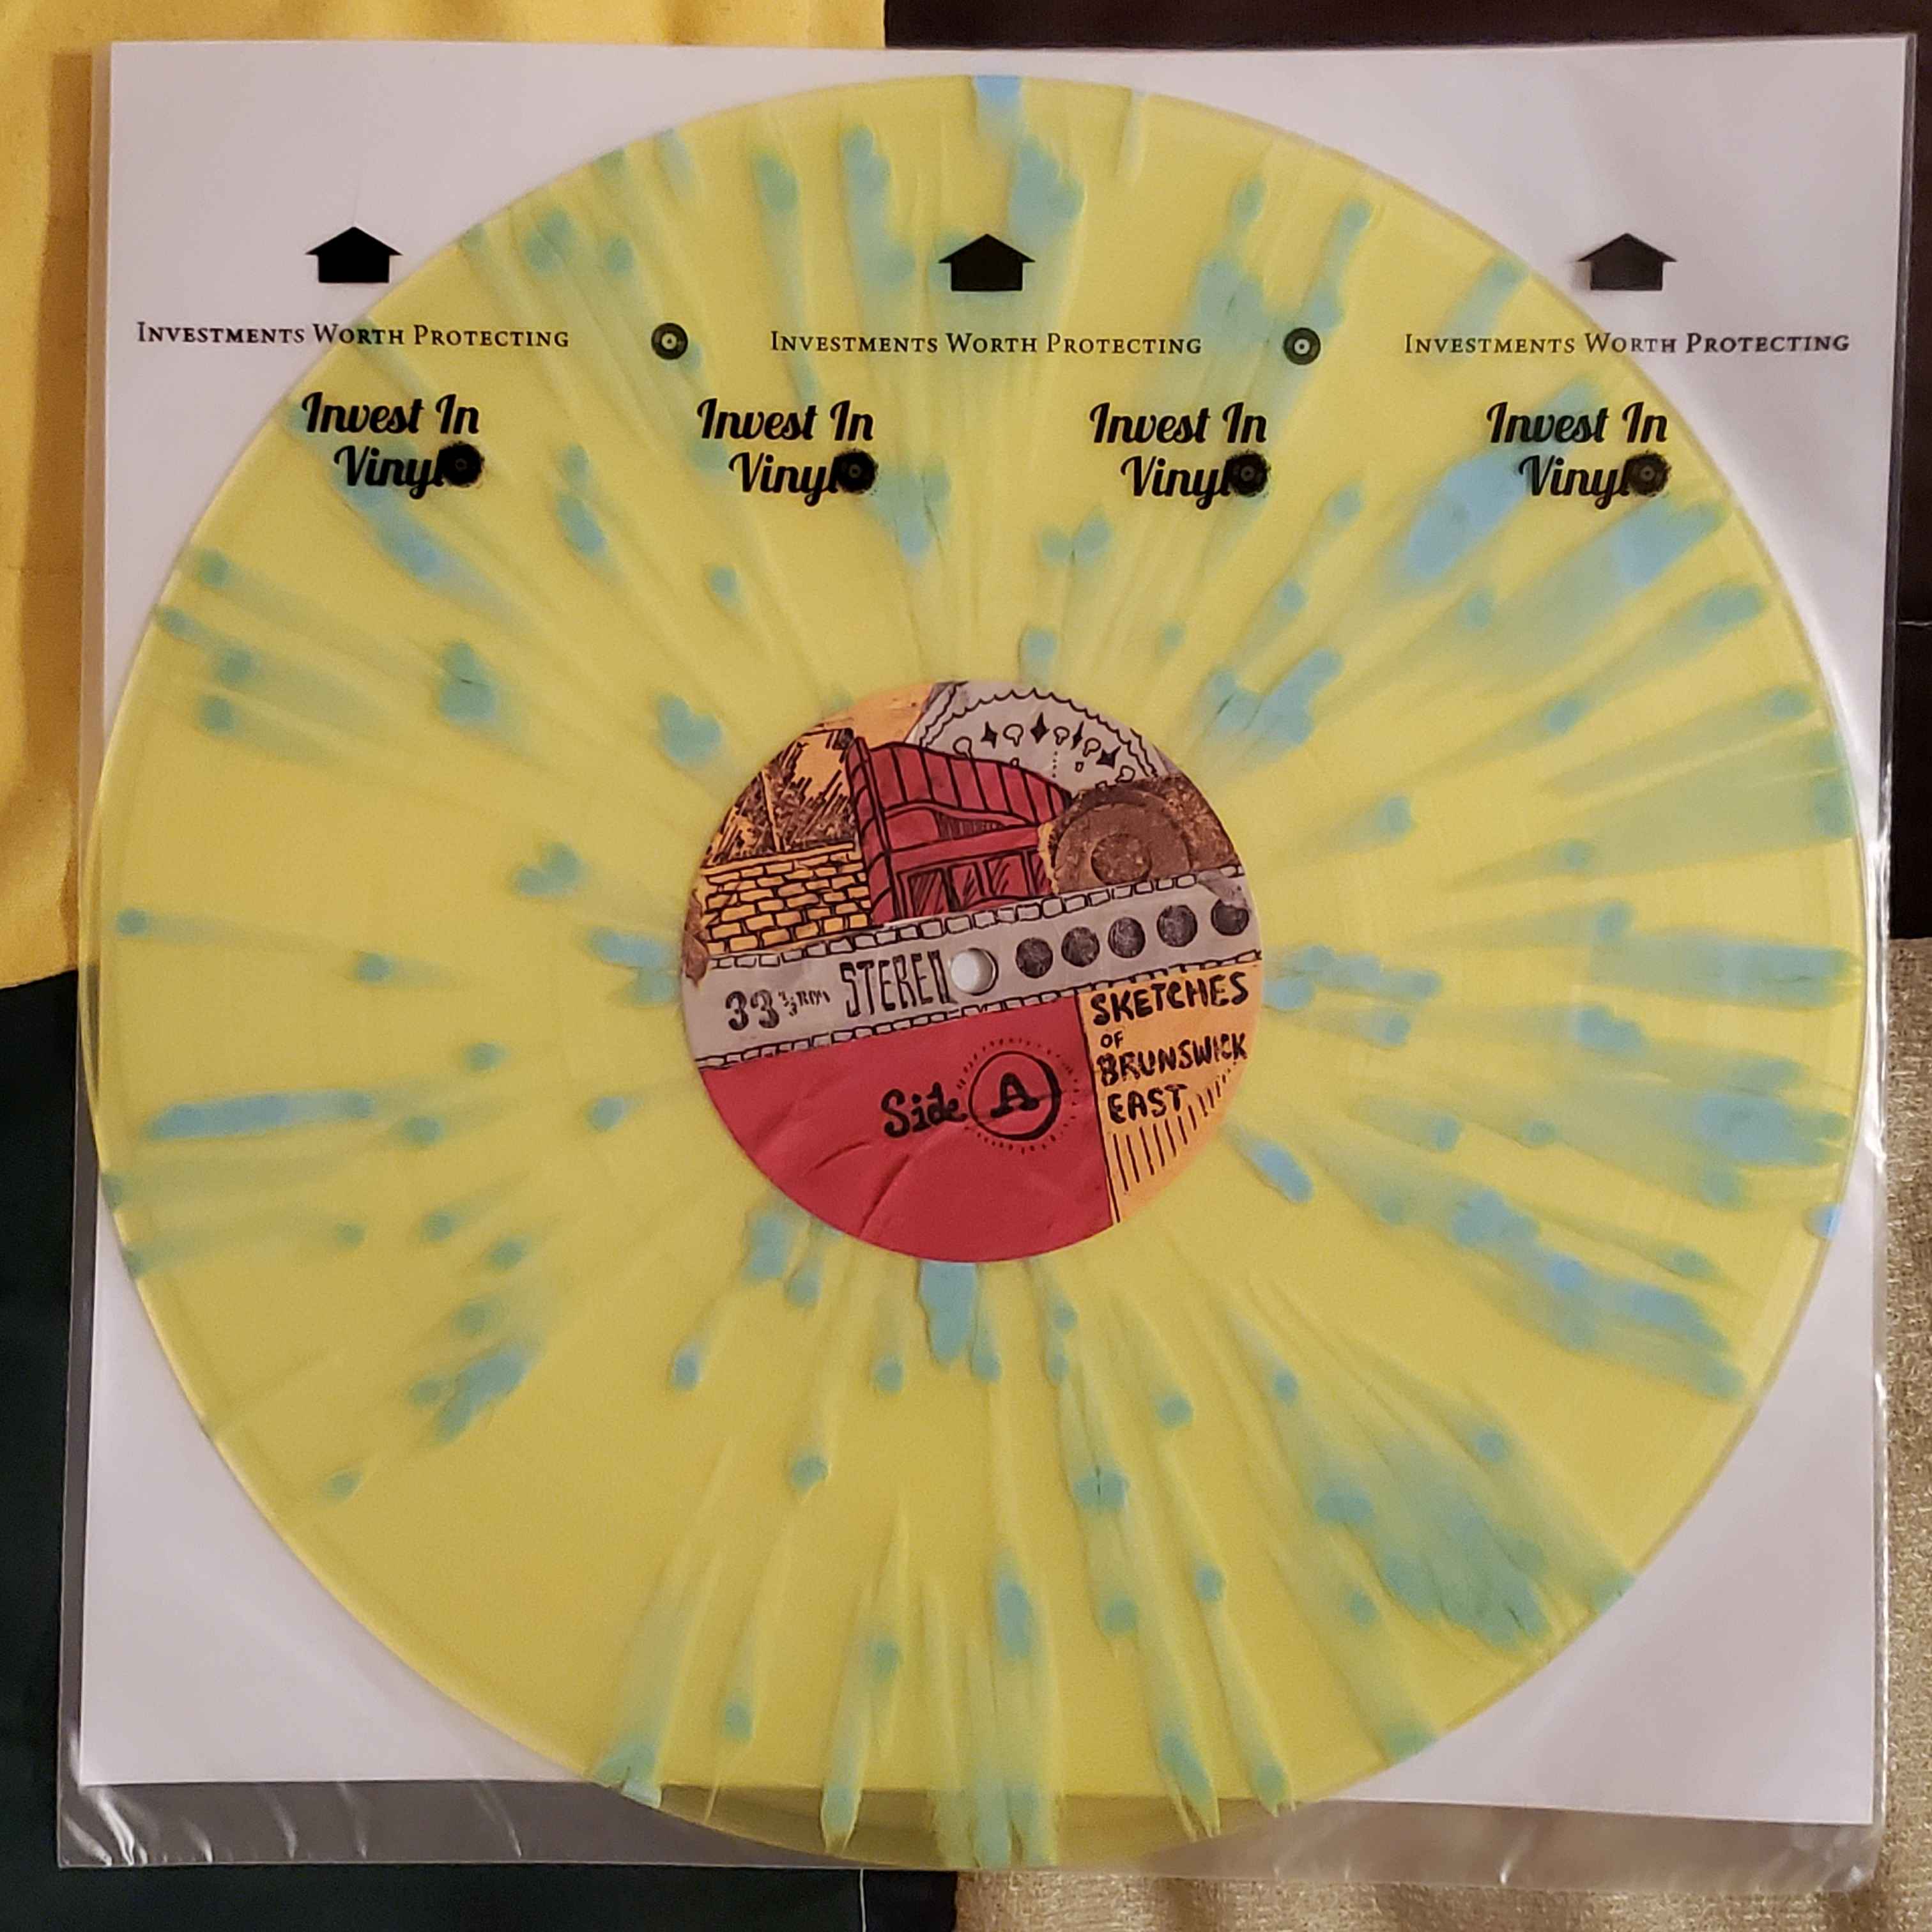 Investments Worth Protecting Investments Worth Protecting Investments Worth Protecting
Invest In Invest In Invest In Invest In
Vinyl Vinyl Vinyl Vinyl
33 1/3 RPM STEREO
SKETCHES
OF
BRUNSWICK
EAST
Side A